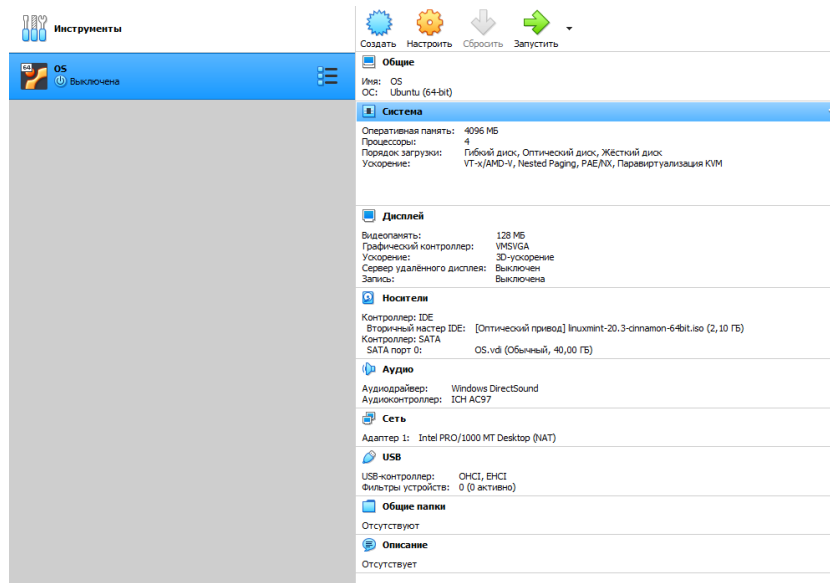 Инструменты
64
OS
Выключена
Создать Настроить Сбросить Запустить
Общие
Имя: OS
ОС: Ubuntu (64-bit)
Система
Оперативная память: 4096 МБ
Процессоры: 4
Порядок загрузки: Гибкий диск, Оптический диск, Жёсткий диск
Ускорение: VT-x/AMD-V, Nested Paging, PAE/NX, Паравиртуализация KVM
Дисплей
Видеопамять: 128 МБ
Графический контроллер: VMSVGA
Ускорение: 3D-ускорение
Сервер удалённого дисплея: Выключен
Запись: Выключена
Носители
Контроллер: IDE
Вторичный мастер IDE: [Оптический привод] linuxmint-20.3-cinnamon-64bit.iso (2,10 ГБ)
Контроллер: SATA
SATA порт 0: OS.vdi (Обычный, 40,00 ГБ)
Аудио
Аудиодрайвер: Windows DirectSound
Аудиоконтроллер: ICH AC97
Сеть
Адаптер 1: Intel PRO/1000 MT Desktop (NAT)
USB
USB-контроллер: OHCI, EHCI
Фильтры устройств: 0 (0 активно)
Общие папки
Отсутствуют
Описание
Отсутствует